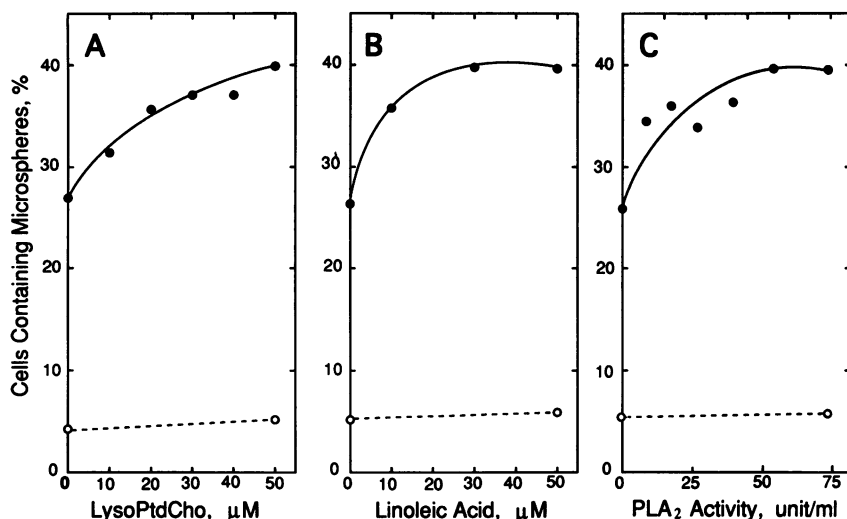 A
B
C
Cells Containing Microspheres, %
40
30
20
10
0
0 10 20 30 40 50
LysoPtdCho, μM
40
30
20
10
0
0 10 20 30 40 50
Linoleic Acid, μM
40
30
20
10
0
0 25 50 75
PLA₂ Activity, unit/ml